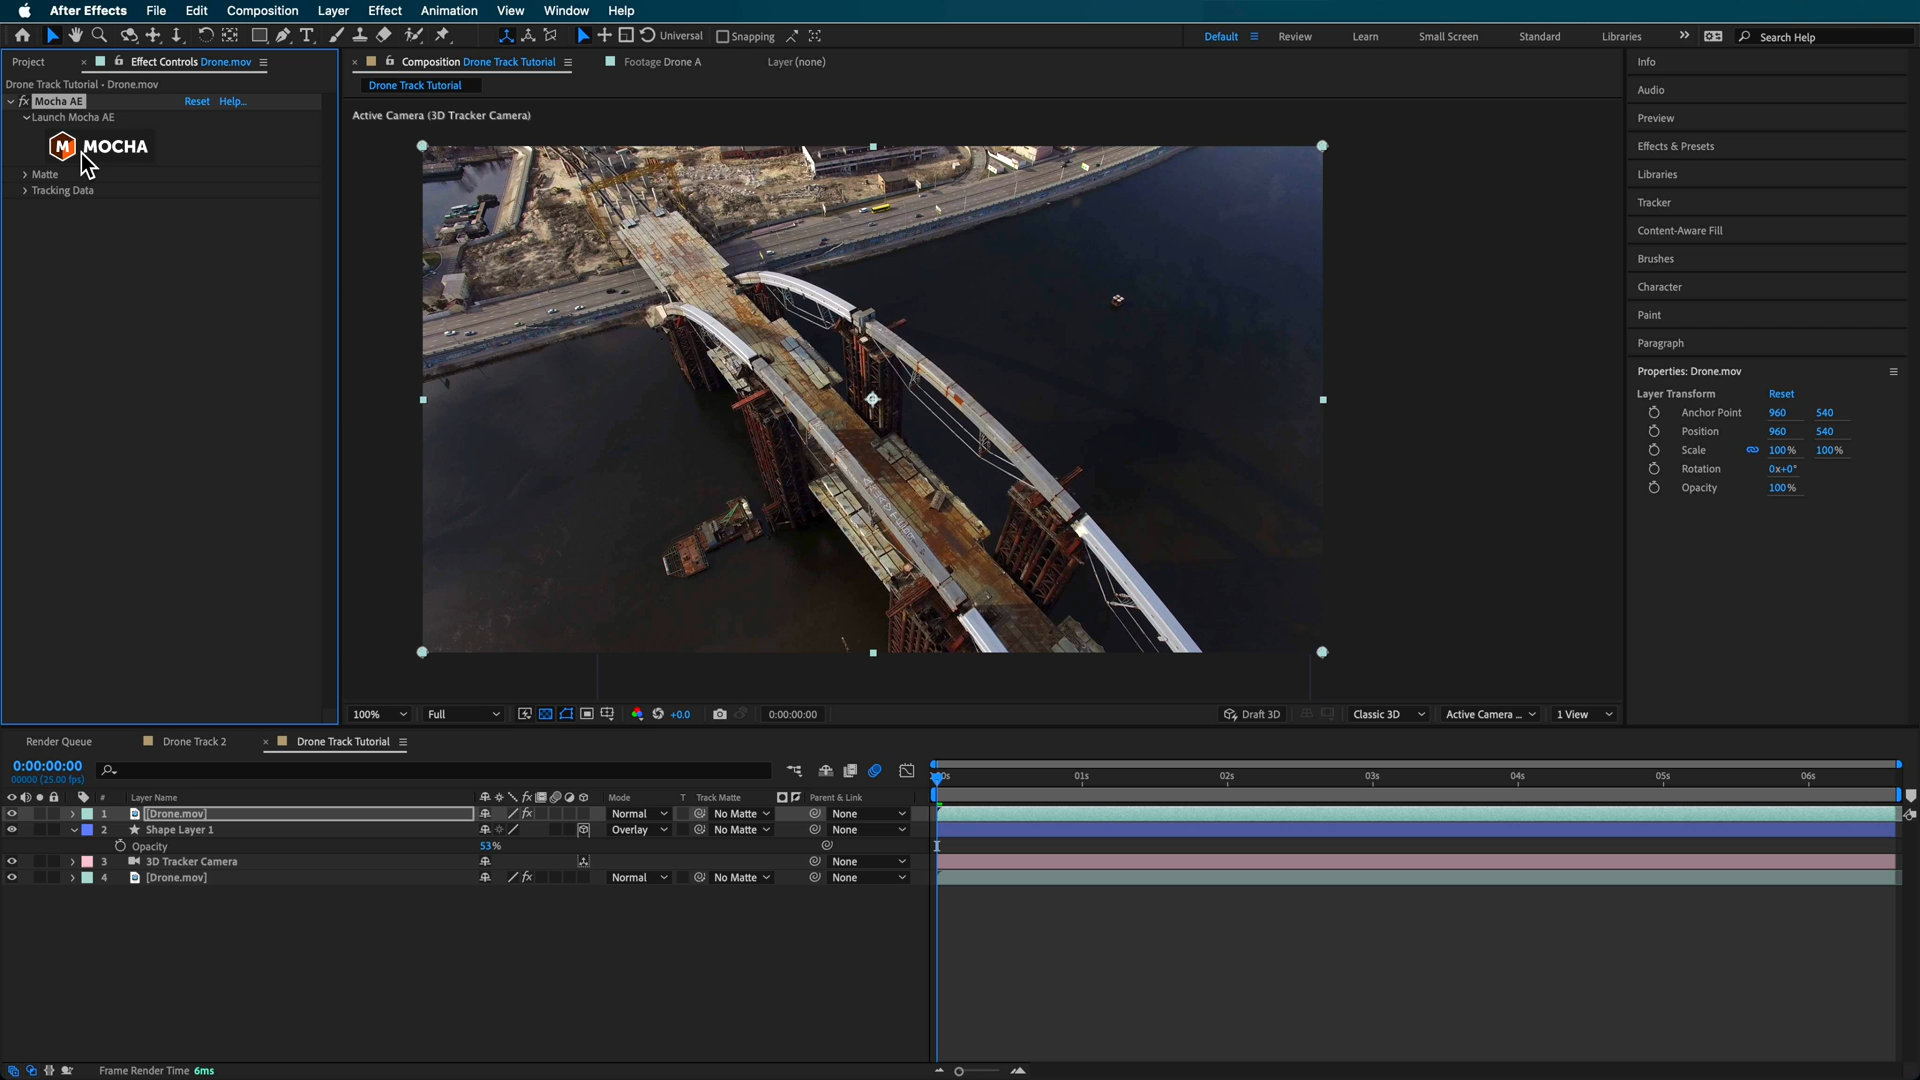 After Effects File Edit Composition Layer Effect Animation View Window Help
Universal Snapping Default Review Learn Small Screen Standard Libraries Search Help
Project Effect Controls Drone.mov
Drone Track Tutorial • Drone.mov
fx Mocha AE Reset Help...
Launch Mocha AE
M MOCHA
Matte
Tracking Data
Composition Drone Track Tutorial Footage Drone A Layer (none)
Drone Track Tutorial
Active Camera (3D Tracker Camera)
100% Full +0.0 0:00:00:00 Draft 3D Classic 3D Active Camera ... 1 View
Info
Audio
Preview
Effects & Presets
Libraries
Tracker
Content-Aware Fill
Brushes
Character
Paint
Paragraph
Properties: Drone.mov
Layer Transform Reset
Anchor Point 960 540
Position 960 540
Scale 100% 100%
Rotation 0x+0°
Opacity 100%
Render Queue Drone Track 2 Drone Track Tutorial
0:00:00:00
00000 (25.00 fps)
01s 02s 03s 04s 05s 06s
# Layer Name fx Mode T Track Matte Parent & Link
1 [Drone.mov] fx Normal No Matte None
2 Shape Layer 1 Overlay No Matte None
Opacity 53%
3 3D Tracker Camera None
4 [Drone.mov] fx Normal No Matte None
Frame Render Time 6ms